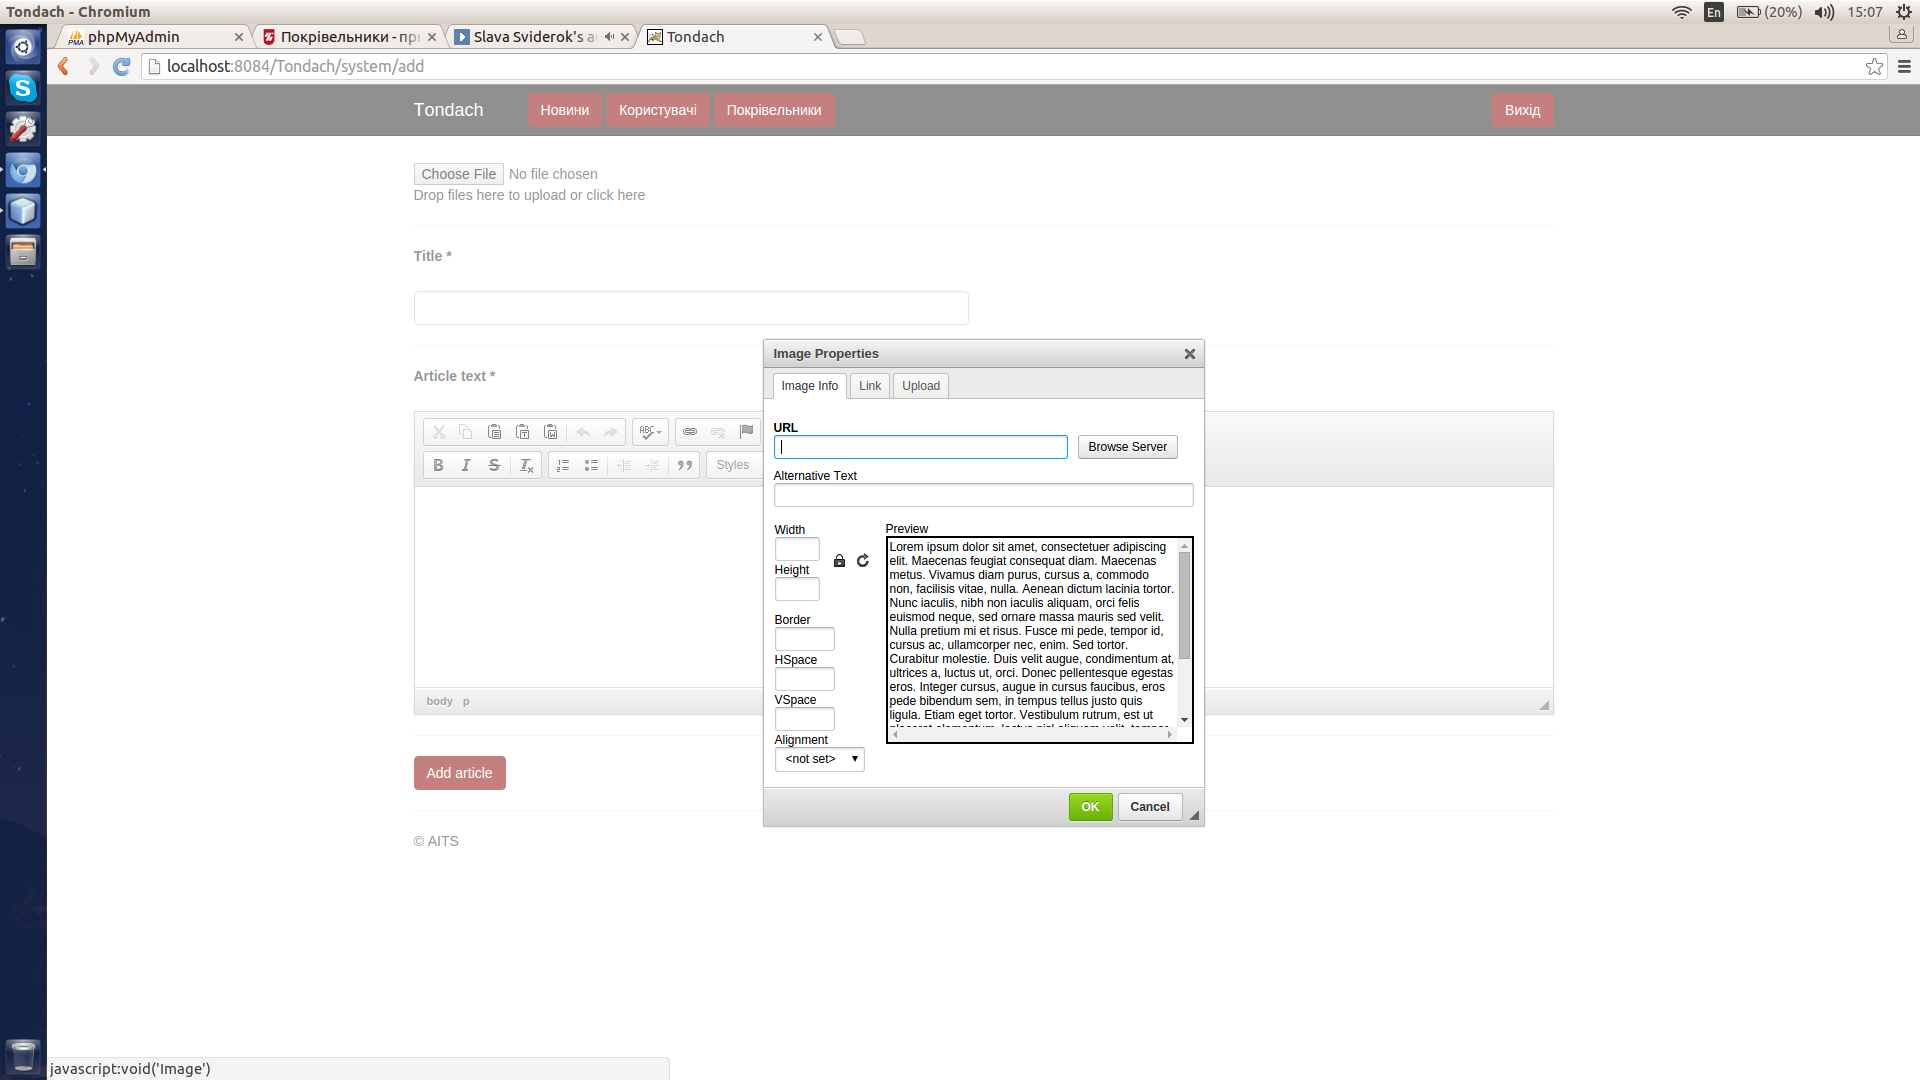 Tondach - Chromium
En
(20%)
15:07
phpMyAdmin
Покрівельники - пр
Slava Sviderok's a
Tondach
localhost:8084/Tondach/system/add
Tondach
Новини
Користувачі
Покрівельники
Вихід
Choose File No file chosen
Drop files here to upload or click here
Title *
Article text *
Image Properties
Image Info
Link
Upload
URL
Browse Server
Alternative Text
Width
Height
Border
HSpace
VSpace
Alignment
<not set>
Preview
Lorem ipsum dolor sit amet, consectetuer adipiscing
elit. Maecenas feugiat consequat diam. Maecenas
metus. Vivamus diam purus, cursus a, commodo
non, facilisis vitae, nulla. Aenean dictum lacinia tortor.
Nunc iaculis, nibh non iaculis aliquam, orci felis
euismod neque, sed ornare massa mauris sed velit.
Nulla pretium mi et risus. Fusce mi pede, tempor id,
cursus ac, ullamcorper nec, enim. Sed tortor.
Curabitur molestie. Duis velit augue, condimentum at,
ultrices a, luctus ut, orci. Donec pellentesque egestas
eros. Integer cursus, augue in cursus faucibus, eros
pede bibendum sem, in tempus tellus justo quis
ligula. Etiam eget tortor. Vestibulum rutrum, est ut
OK
Cancel
ABC
B I S Tx
Styles
body p
Add article
© AITS
javascript:void('Image')